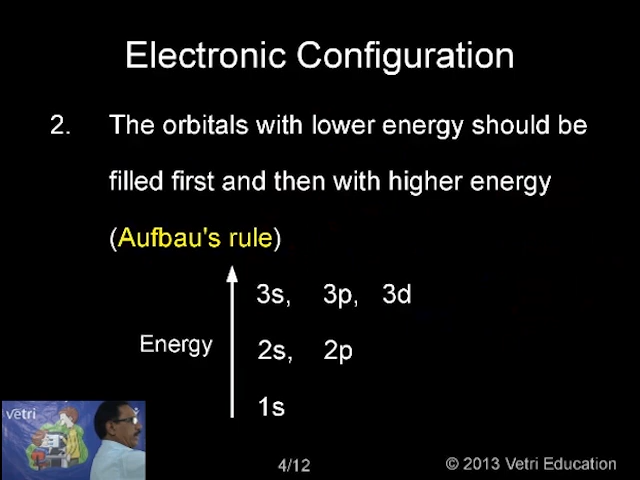 Electronic Configuration
2. The orbitals with lower energy should be
filled first and then with higher energy
(Aufbau's rule)
3s, 3p, 3d
Energy 2s, 2p
1s
vetri
4/12 © 2013 Vetri Education